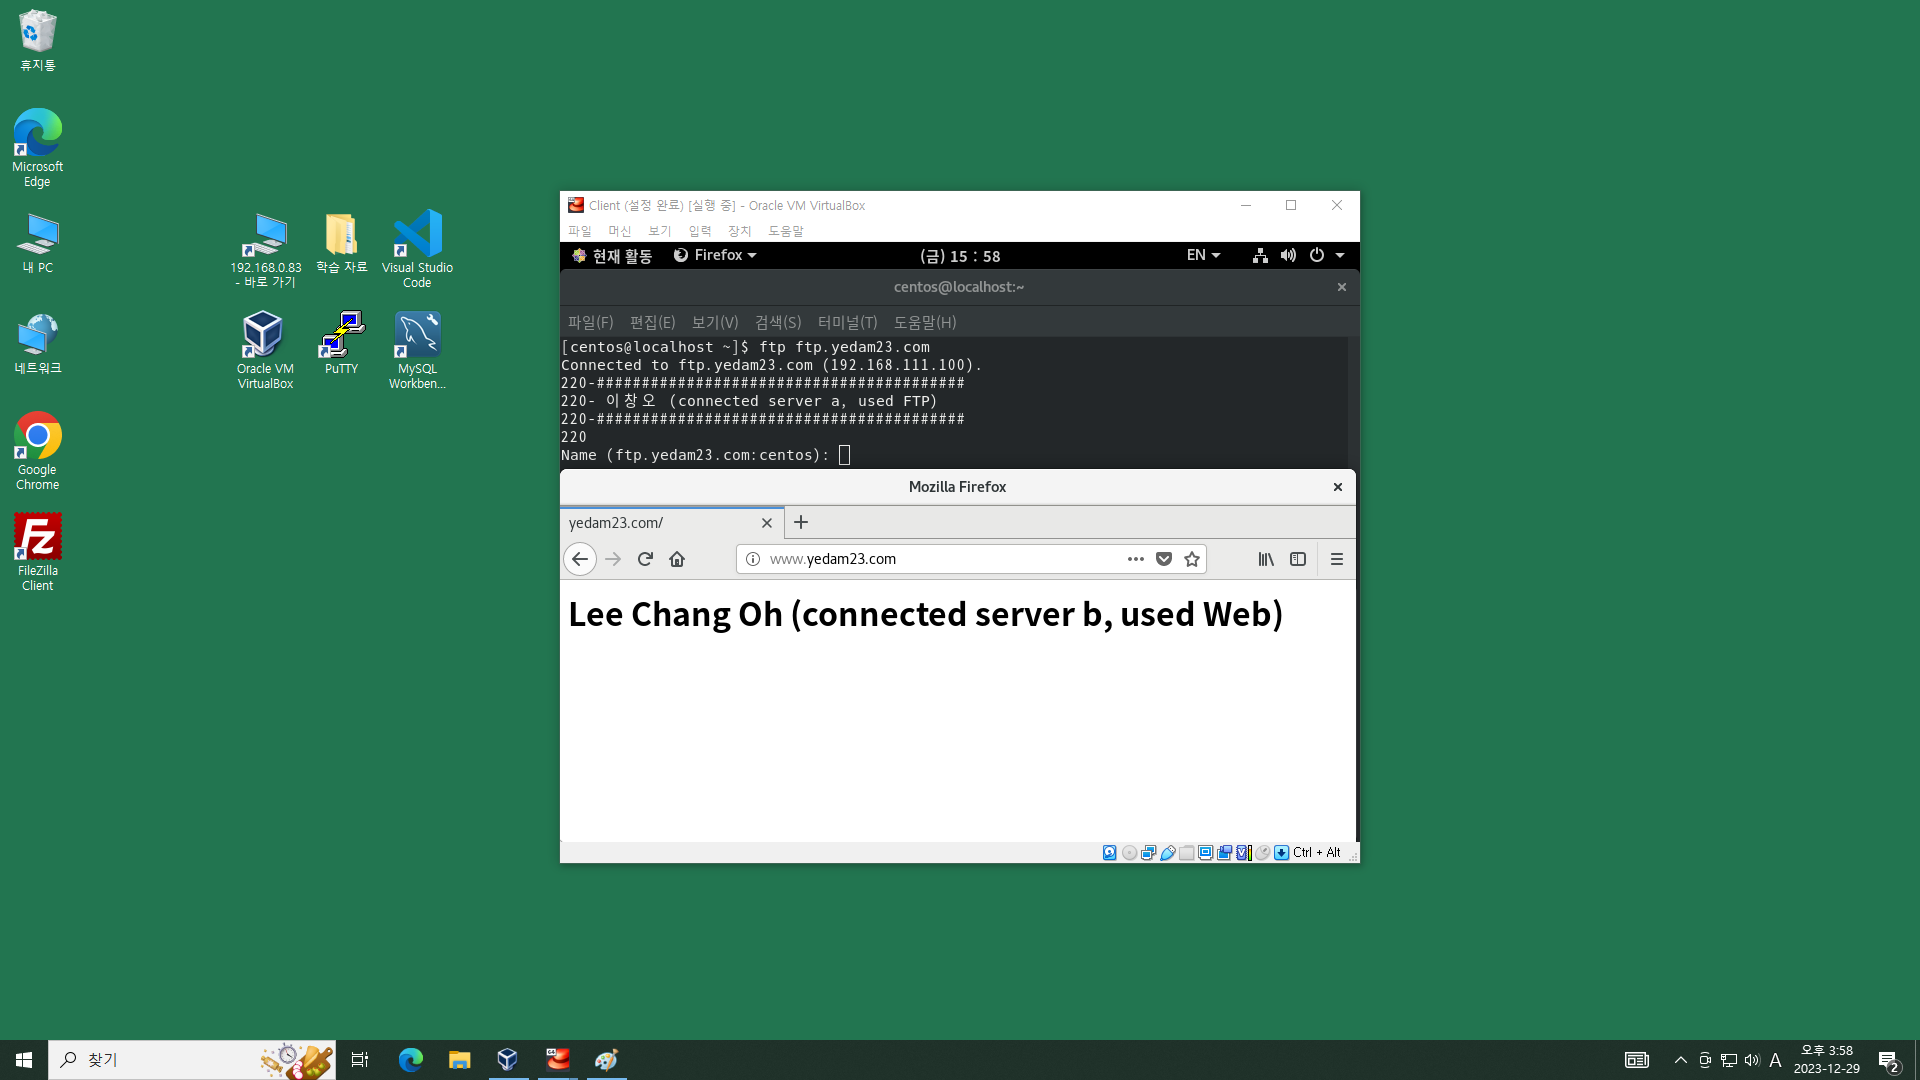 휴지통
Microsoft
Edge
내 PC
네트워크
Google
Chrome
FileZilla
Client
192.168.0.83
- 바로 가기
학습 자료
Visual Studio
Code
Oracle VM
VirtualBox
PuTTY
MySQL
Workben...
Client (설정 완료) [실행 중] - Oracle VM VirtualBox
파일 머신 보기 입력 장치 도움말
현재 활동 Firefox (금) 15 : 58 EN
centos@localhost:~
파일(F) 편집(E) 보기(V) 검색(S) 터미널(T) 도움말(H)
[centos@localhost ~]$ ftp ftp.yedam23.com
Connected to ftp.yedam23.com (192.168.111.100).
220-#########################################
220- 이창오 (connected server a, used FTP)
220-#########################################
220
Name (ftp.yedam23.com:centos):
Mozilla Firefox
yedam23.com/
www.yedam23.com
Lee Chang Oh (connected server b, used Web)
Ctrl + Alt
찾기
A
오후 3:58
2023-12-29
2